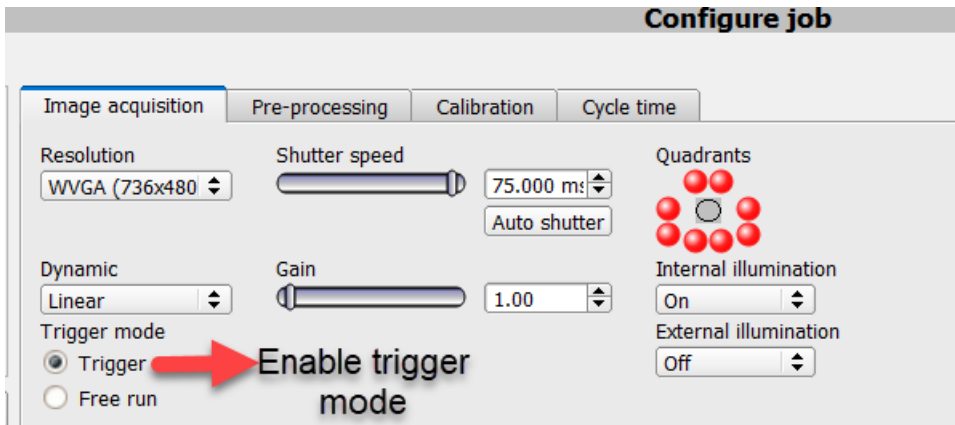 Configure job
Image acquisition Pre-processing Calibration Cycle time
Resolution Shutter speed Quadrants
WVGA (736x480 75.000 ms
Auto shutter
Dynamic Gain Internal illumination
Linear 1.00 On
Trigger mode External illumination
Trigger Enable trigger Off
Free run mode